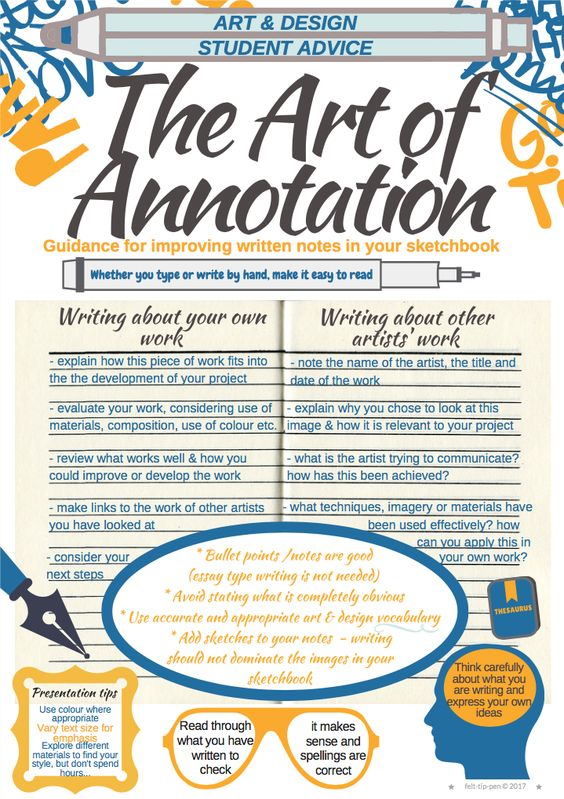 ART & DESIGN
STUDENT ADVICE
The Art of
Annotation
Guidance for improving written notes in your sketchbook
Whether you type or write by hand, make it easy to read
Writing about your own
work
- explain how this piece of work fits into
the the development of your project
- evaluate your work, considering use of
materials, composition, use of colour etc.
- review what works well & how you
could improve or develop the work
- make links to the work of other artists
you have looked at
- consider your
next steps
Writing about other
artists' work
- note the name of the artist, the title and
date of the work
- explain why you chose to look at this
image & how it is relevant to your project
- what is the artist trying to communicate?
how has this been achieved?
- what techniques, imagery or materials have
been used effectively? how
can you apply this in
your own work?
* Bullet points /notes are good
(essay type writing is not needed)
* Avoid stating what is completely obvious
* Use accurate and appropriate art & design vocabulary
* Add sketches to your notes - writing
should not dominate the images in your
sketchbook
THESAURUS
Presentation tips
Use colour where
appropriate
Vary text size for
emphasis
Explore different
materials to find your
style, but don't spend
hours...
Read through
what you have
written to
check
it makes
sense and
spellings are
correct
Think carefully
about what you
are writing and
express your own
ideas
felt-tip-pen © 2017